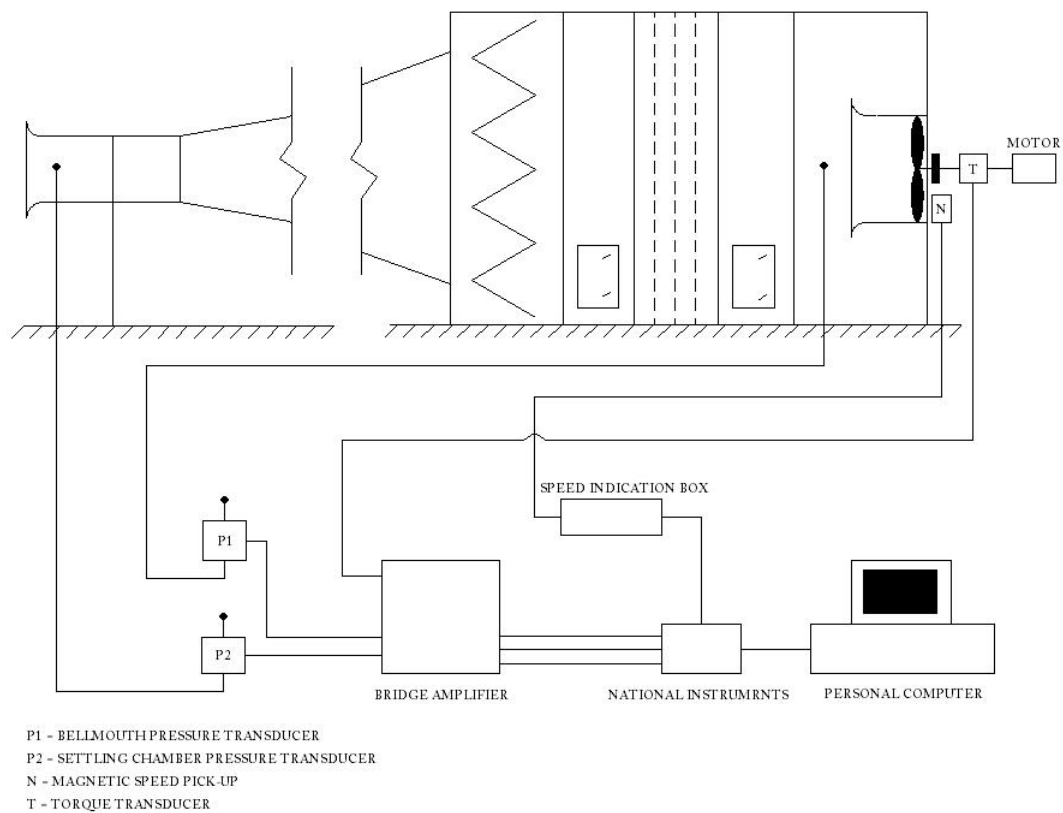 MOTOR
T
N
SPEED INDICATION BOX
P1
P2
BRIDGE AMPLIFIER
NATIONAL INSTRUMRNTS
PERSONAL COMPUTER
P1 - BELLMOUTH PRESSURE TRANSDUCER
P2 - SETTLING CHAMBER PRESSURE TRANSDUCER
N - MAGNETIC SPEED PICK-UP
T - TORQUE TRANSDUCER